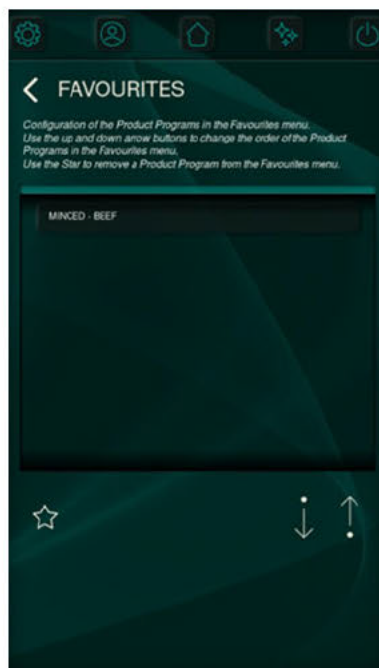 FAVOURITES
Configuration of the Product Programs in the Favourites menu.
Use the up and down arrow buttons to change the order of the Product
Programs in the Favourites menu.
Use the Star to remove a Product Program from the Favourites menu.
MINCED - BEEF